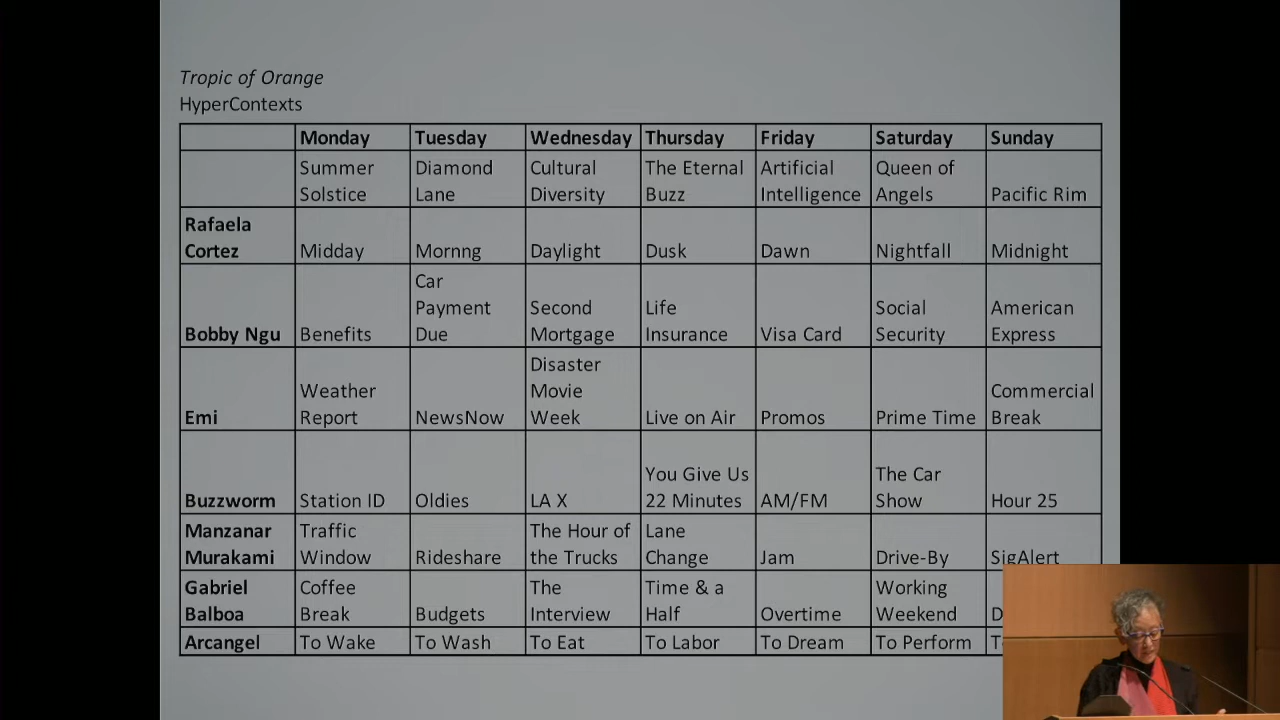 Tropic of Orange
HyperContexts
Monday Tuesday Wednesday Thursday Friday Saturday Sunday
Summer Diamond Cultural The Eternal Artificial Queen of
Solstice Lane Diversity Buzz Intelligence Angels Pacific Rim
Rafaela
Cortez Midday Mornng Daylight Dusk Dawn Nightfall Midnight
Car
Payment Second Life Social American
Bobby Ngu Benefits Due Mortgage Insurance Visa Card Security Express
Disaster
Weather Movie Commercial
Emi Report NewsNow Week Live on Air Promos Prime Time Break
You Give Us The Car
Buzzworm Station ID Oldies LA X 22 Minutes AM/FM Show Hour 25
Manzanar Traffic The Hour of Lane
Murakami Window Rideshare the Trucks Change Jam Drive-By SigAlert
Gabriel Coffee The Time & a Working
Balboa Break Budgets Interview Half Overtime Weekend
Arcangel To Wake To Wash To Eat To Labor To Dream To Perform